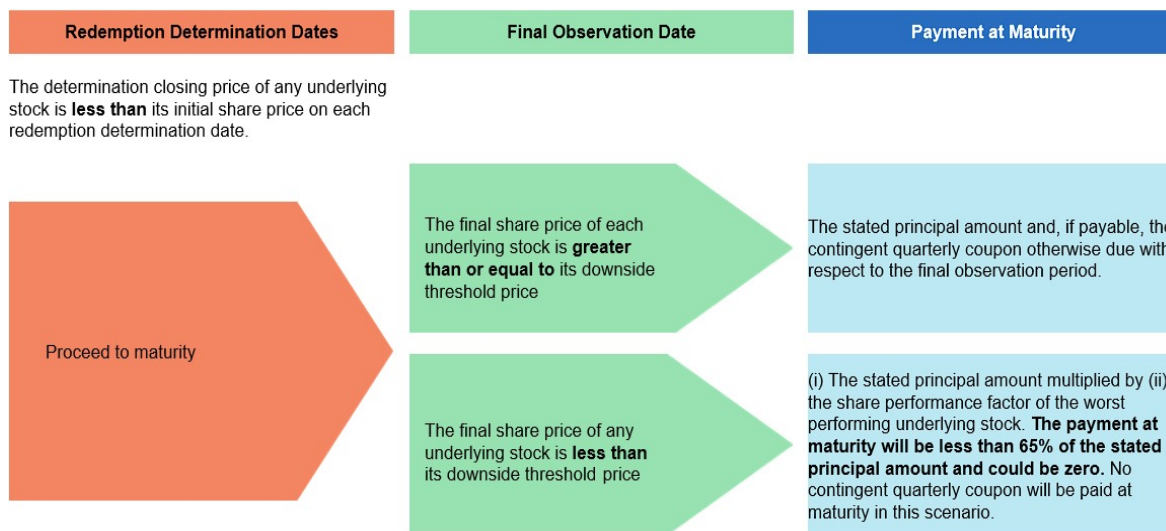 Redemption Determination Dates
Final Observation Date
Payment at Maturity
The determination closing price of any underlying
stock is less than its initial share price on each
redemption determination date.
Proceed to maturity
The final share price of each
underlying stock is greater
than or equal to its downside
threshold price
The stated principal amount and, if payable, the
contingent quarterly coupon otherwise due with
respect to the final observation period.
The final share price of any
underlying stock is less than
its downside threshold price
(i) The stated principal amount multiplied by (ii)
the share performance factor of the worst
performing underlying stock. The payment at
maturity will be less than 65% of the stated
principal amount and could be zero. No
contingent quarterly coupon will be paid at
maturity in this scenario.